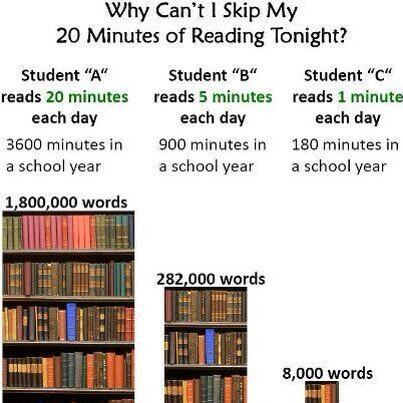 Why Can't I Skip My
20 Minutes of Reading Tonight?
Student "A"
reads 20 minutes
each day
3600 minutes in
a school year
1,800,000 words
Student "B"
reads 5 minutes
each day
900 minutes in
a school year
282,000 words
Student "C"
reads 1 minute
each day
180 minutes in
a school year
8,000 words